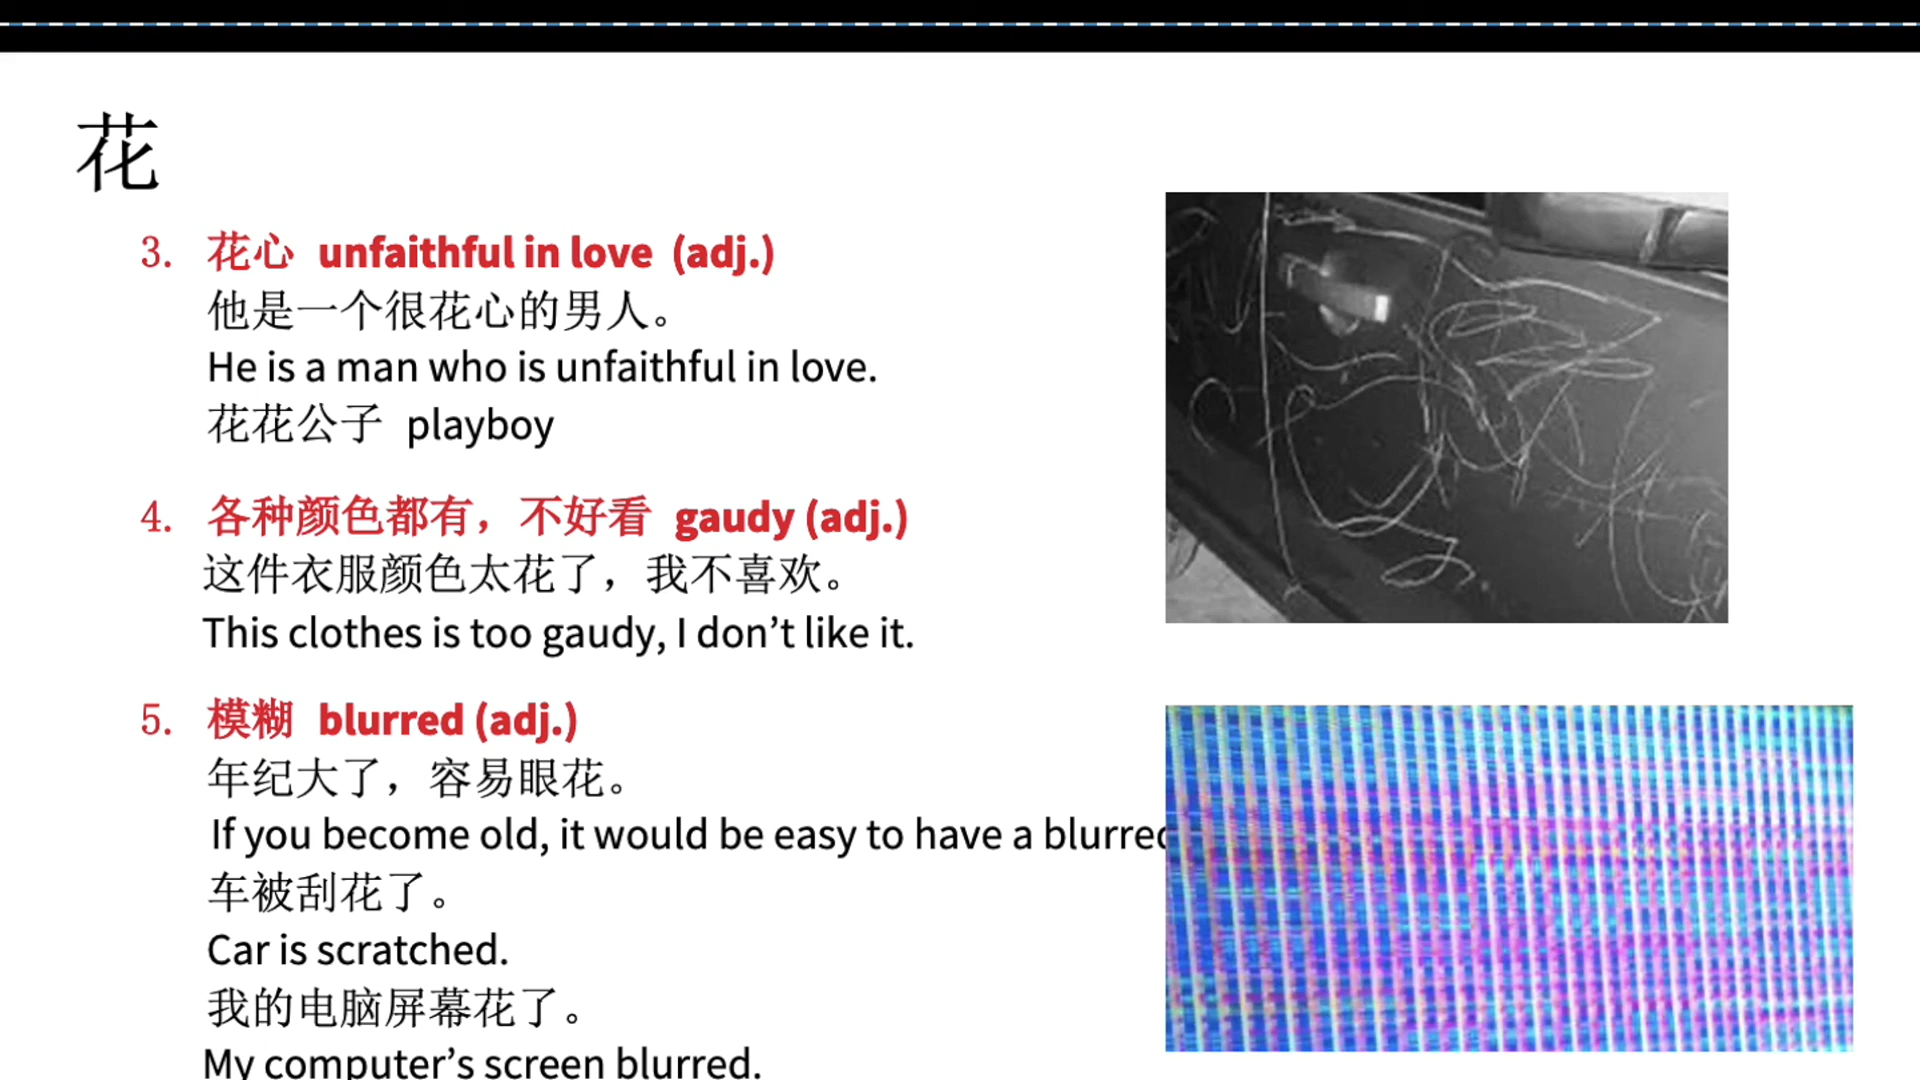 花
3. 花心 unfaithful in love (adj.)
他是一个很花心的男人。
He is a man who is unfaithful in love.
花花公子 playboy
4. 各种颜色都有，不好看 gaudy (adj.)
这件衣服颜色太花了，我不喜欢。
This clothes is too gaudy, I don’t like it.
5. 模糊 blurred (adj.)
年纪大了，容易眼花。
If you become old, it would be easy to have a blurred
车被刮花了。
Car is scratched.
我的电脑屏幕花了。
My computer’s screen blurred.